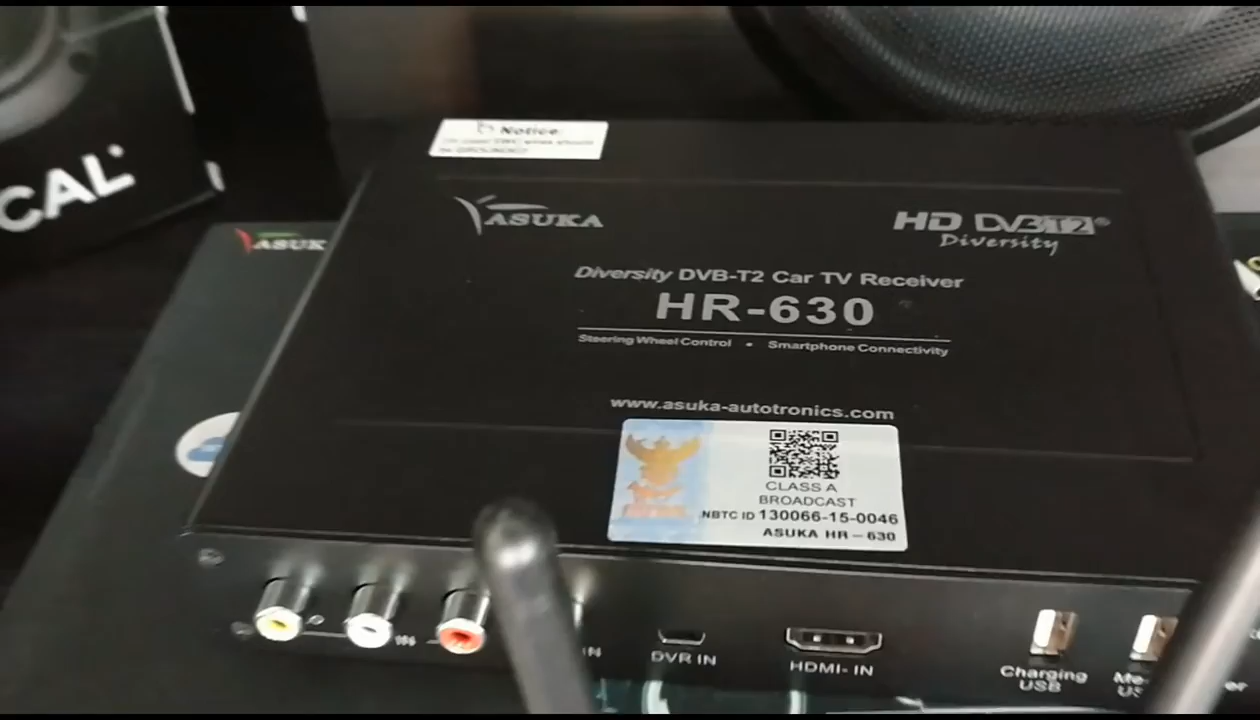 Notice:
CAL
ASUKA
HD DVB T2
Diversity
ASUK
Diversity DVB-T2 Car TV Receiver
HR-630
Steering Wheel Control • Smartphone Connectivity
www.asuka-autotronics.com
CLASS A
BROADCAST
NBTC ID 130066-15-0046
ASUKA HR-630
IN
DVR IN
HDMI-IN
Charging
USB